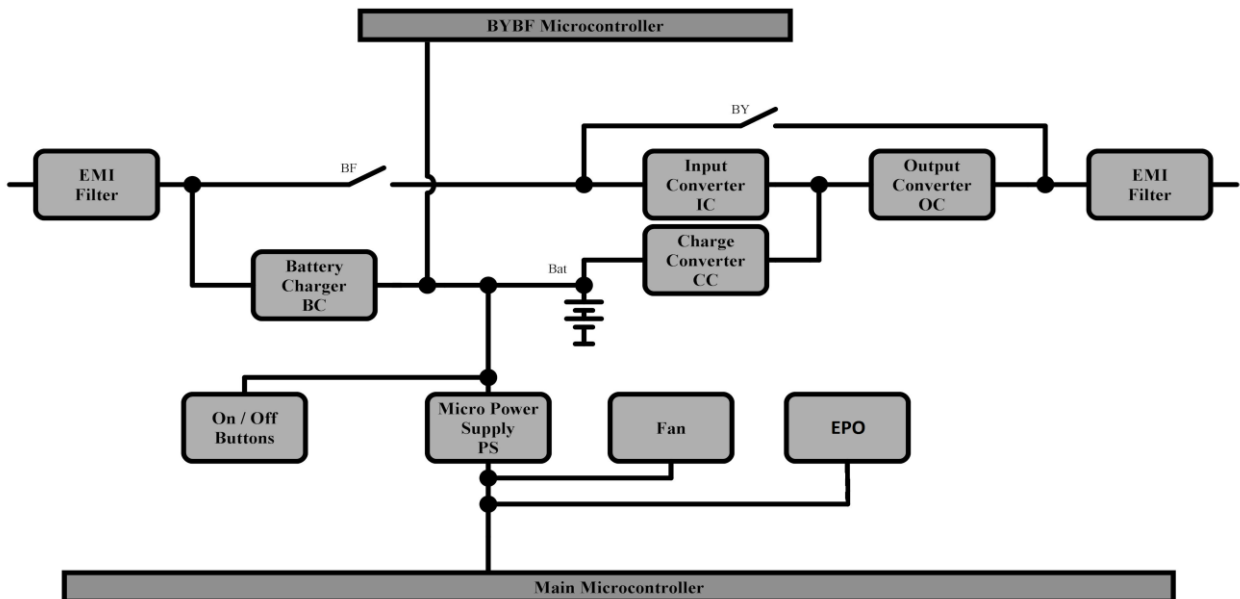 BYBF Microcontroller
BY
EMI
Filter
BF
Input
Converter
IC
Output
Converter
OC
EMI
Filter
Battery
Charger
BC
Bat
Charge
Converter
CC
On / Off
Buttons
Micro Power
Supply
PS
Fan
EPO
Main Microcontroller